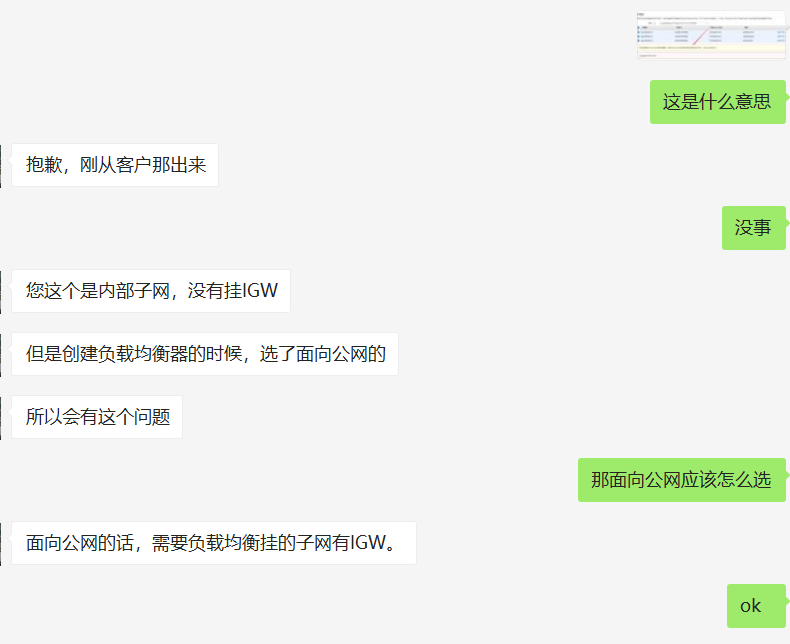 这是什么意思
抱歉，刚从客户那出来
没事
您这个是内部子网，没有挂IGW
但是创建负载均衡器的时候，选了面向公网的
所以会有这个问题
那面向公网应该怎么选
面向公网的话，需要负载均衡挂的子网有IGW。
ok